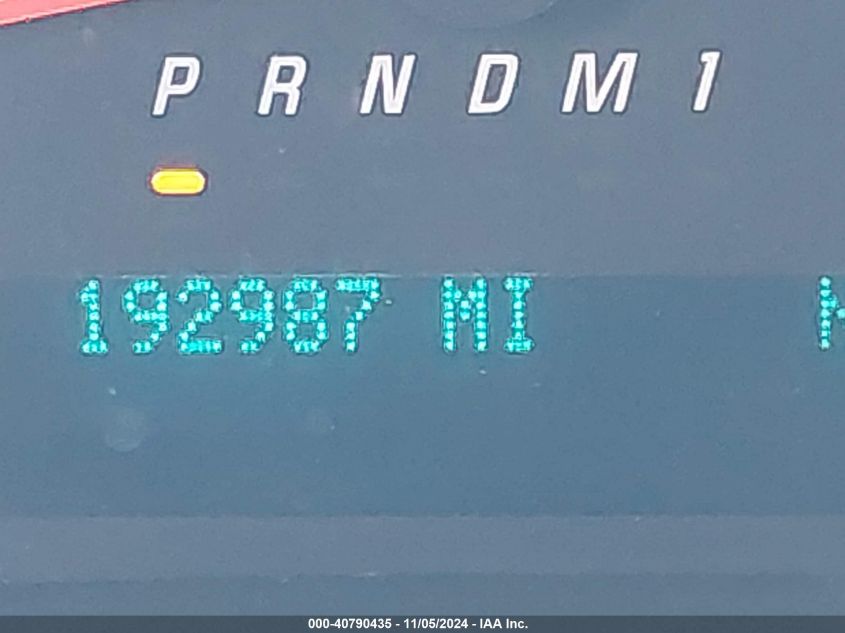 P R N D M 1
192987 MI
000-40790435 - 11/05/2024 - IAA Inc.